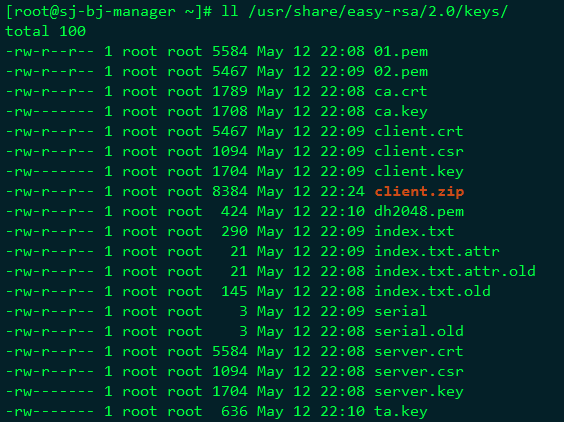 [root@sj-bj-manager ~]# ll /usr/share/easy-rsa/2.0/keys/
total 100
-rw-r--r-- 1 root root 5584 May 12 22:08 01.pem
-rw-r--r-- 1 root root 5467 May 12 22:09 02.pem
-rw-r--r-- 1 root root 1789 May 12 22:08 ca.crt
-rw------- 1 root root 1708 May 12 22:08 ca.key
-rw-r--r-- 1 root root 5467 May 12 22:09 client.crt
-rw-r--r-- 1 root root 1094 May 12 22:09 client.csr
-rw------- 1 root root 1704 May 12 22:09 client.key
-rw-r--r-- 1 root root 8384 May 12 22:24 client.zip
-rw-r--r-- 1 root root  424 May 12 22:10 dh2048.pem
-rw-r--r-- 1 root root  290 May 12 22:09 index.txt
-rw-r--r-- 1 root root   21 May 12 22:09 index.txt.attr
-rw-r--r-- 1 root root   21 May 12 22:08 index.txt.attr.old
-rw-r--r-- 1 root root  145 May 12 22:08 index.txt.old
-rw-r--r-- 1 root root    3 May 12 22:09 serial
-rw-r--r-- 1 root root    3 May 12 22:08 serial.old
-rw-r--r-- 1 root root 5584 May 12 22:08 server.crt
-rw-r--r-- 1 root root 1094 May 12 22:08 server.csr
-rw------- 1 root root 1704 May 12 22:08 server.key
-rw------- 1 root root  636 May 12 22:10 ta.key